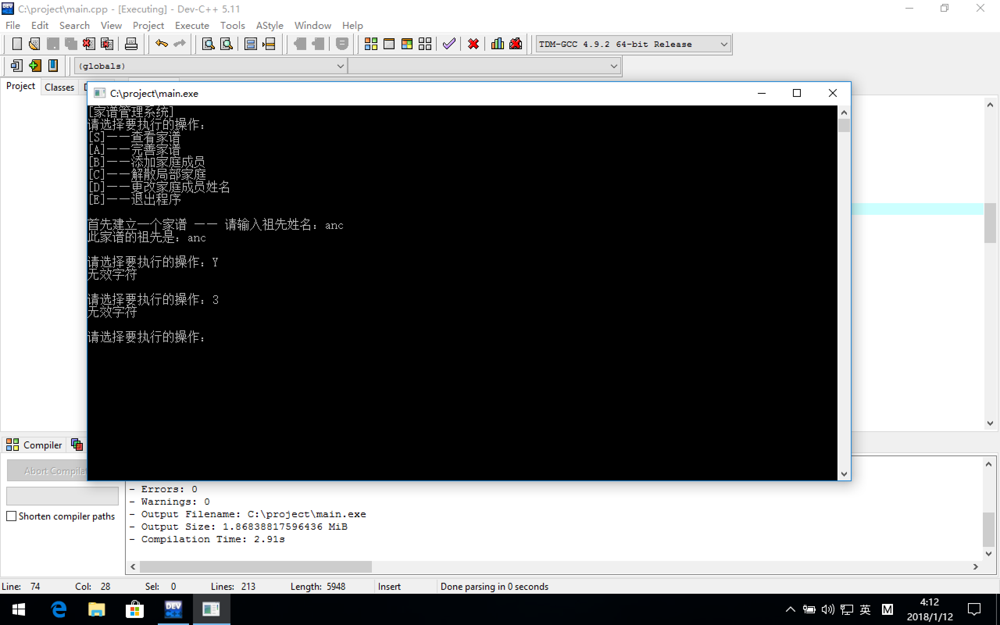 C:\project\main.cpp - [Executing] - Dev-C++ 5.11
File Edit Search View Project Execute Tools AStyle Window Help
TDM-GCC 4.9.2 64-bit Release
(globals)
Project Classes
C:\project\main.exe
[家谱管理系统]
请选择要执行的操作：
[S]——查看家谱
[A]——完善家谱
[B]——添加家庭成员
[C]——解散局部家庭
[D]——更改家庭成员姓名
[E]——退出程序
首先建立一个家谱 —— 请输入祖先姓名：anc
此家谱的祖先是：anc
请选择要执行的操作：Y
无效字符
请选择要执行的操作：3
无效字符
请选择要执行的操作：
Compiler
Abort Compilat
Shorten compiler paths
- Errors: 0
- Warnings: 0
- Output Filename: C:\project\main.exe
- Output Size: 1.86838817596436 MiB
- Compilation Time: 2.91s
Line: 74 Col: 28 Sel: 0 Lines: 213 Length: 5948 Insert Done parsing in 0 seconds
DEV C++
英 M
4:12
2018/1/12